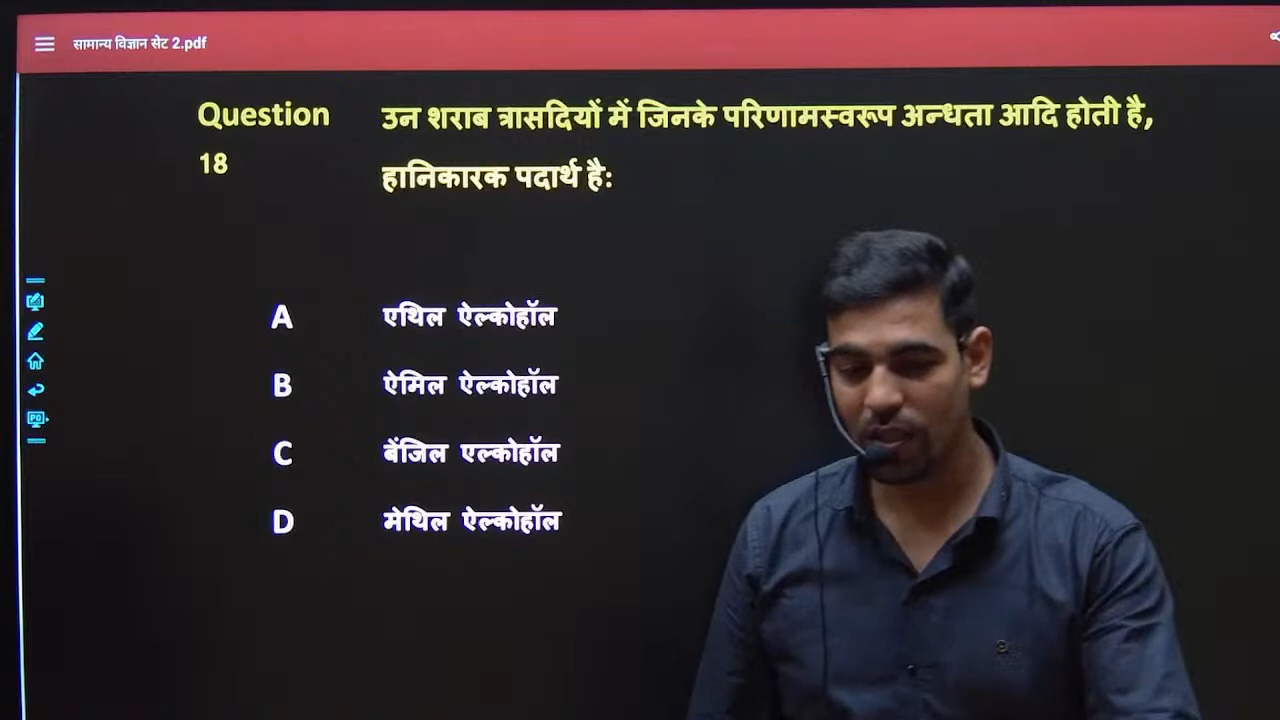 सामान्य विज्ञान सेट 2.pdf
Question 18
उन शराब त्रासदियों में जिनके परिणामस्वरूप अन्धता आदि होती है,
हानिकारक पदार्थ है:
A एथिल ऐल्कोहॉल
B ऐमिल ऐल्कोहॉल
C बेंजिल एल्कोहॉल
D मेथिल ऐल्कोहॉल